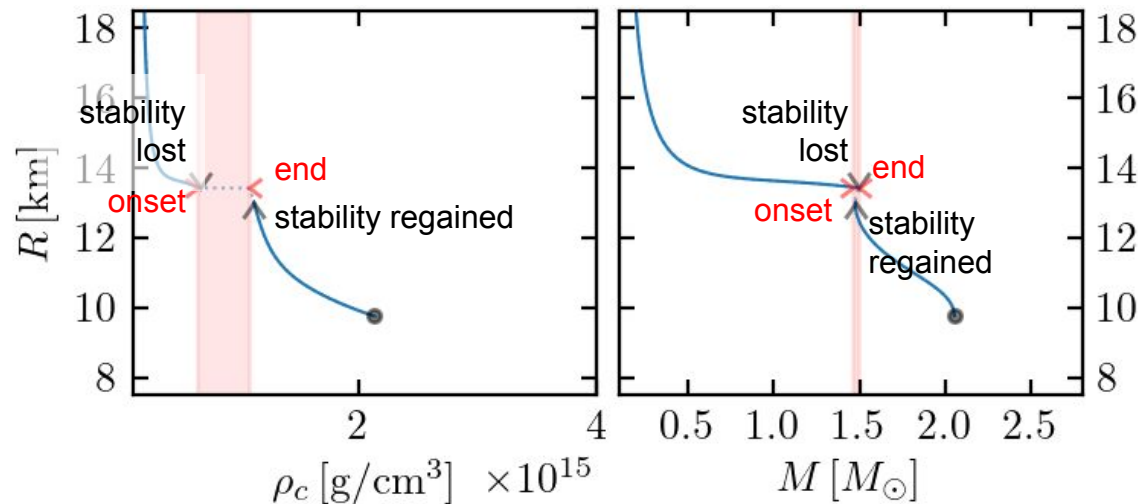 18
18
16
16
stability
lost
stability
lost
14
end
end
14
onset
onset
stability regained
stability
regained
R [km]
12
12
10
10
8
8
2
4
0.5
1.0
1.5
2.0
2.5
ρ_c [g/cm³] ×10¹⁵
M [M_⊙]